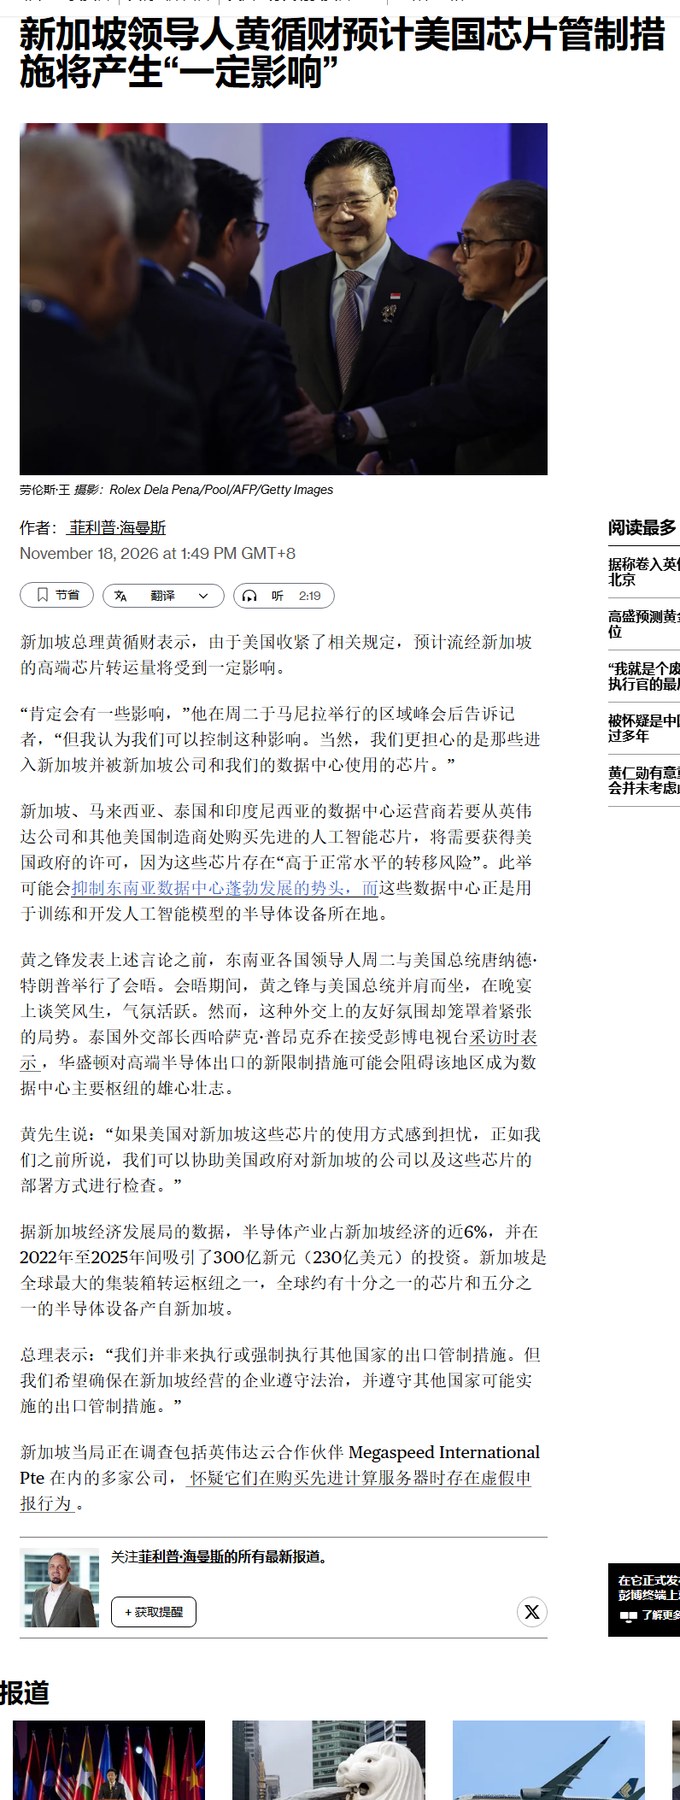 新加坡领导人黄循财预计美国芯片管制措
施将产生“一定影响”
劳伦斯·王 摄影：Rolex Dela Pena/Pool/AFP/Getty Images
作者： 菲利普·海曼斯
November 18, 2026 at 1:49 PM GMT+8
节省
翻译
听 2:19
新加坡总理黄循财表示，由于美国收紧了相关规定，预计流经新加坡
的高端芯片转运量将受到一定影响。
“肯定会有一些影响，”他在周二于马尼拉举行的区域峰会后告诉记
者，“但我认为我们可以控制这种影响。当然，我们更担心的是那些进
入新加坡并被新加坡公司和我们的数据中心使用的芯片。”
新加坡、马来西亚、泰国和印度尼西亚的数据中心运营商若要从英伟
达公司和其他美国制造商处购买先进的人工智能芯片，将需要获得美
国政府的许可，因为这些芯片存在“高于正常水平的转移风险”。此举
可能会抑制东南亚数据中心蓬勃发展的势头，而这些数据中心正是用
于训练和开发人工智能模型的半导体设备所在地。
黄之锋发表上述言论之前，东南亚各国领导人周二与美国总统唐纳德·
特朗普举行了会晤。会晤期间，黄之锋与美国总统并肩而坐，在晚宴
上谈笑风生，气氛活跃。然而，这种外交上的友好氛围却笼罩着紧张
的局势。泰国外交部长西哈萨克·普昂克乔在接受彭博电视台采访时表
示 ，华盛顿对高端半导体出口的新限制措施可能会阻碍该地区成为数
据中心主要枢纽的雄心壮志。
黄先生说：“如果美国对新加坡这些芯片的使用方式感到担忧，正如我
们之前所说，我们可以协助美国政府对新加坡的公司以及这些芯片的
部署方式进行检查。”
据新加坡经济发展局的数据，半导体产业占新加坡经济的近6%，并在
2022年至2025年间吸引了300亿新元（230亿美元）的投资。新加坡是
全球最大的集装箱转运枢纽之一，全球约有十分之一的芯片和五分之
一的半导体设备产自新加坡。
总理表示：“我们并非来执行或强制执行其他国家的出口管制措施。但
我们希望确保在新加坡经营的企业遵守法治，并遵守其他国家可能实
施的出口管制措施。”
新加坡当局正在调查包括英伟达云合作伙伴 Megaspeed International
Pte 在内的多家公司， 怀疑它们在购买先进计算服务器时存在虚假申
报行为 。
关注菲利普·海曼斯的所有最新报道。
+ 获取提醒
阅读最多
据称卷入英
北京
高盛预测黄
位
“我就是个废
执行官的最
被怀疑是中
过多年
黄仁勋有意
会并未考虑
在它正式发
彭博终端上
了解更
报道